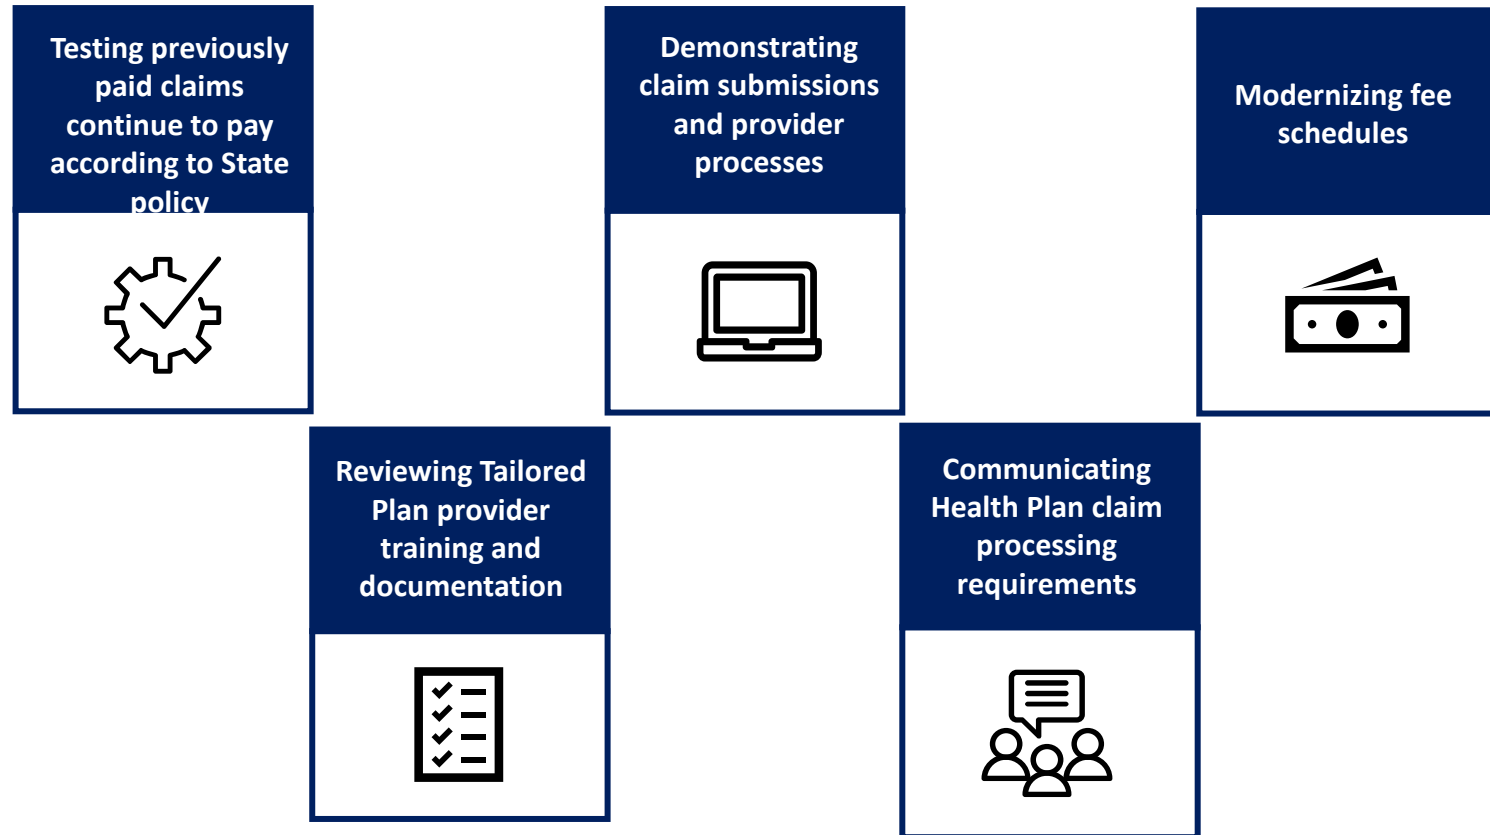 Testing previously
paid claims
continue to pay
according to State
policy
Demonstrating
claim submissions
and provider
processes
Modernizing fee
schedules
Reviewing Tailored
Plan provider
training and
documentation
Communicating
Health Plan claim
processing
requirements